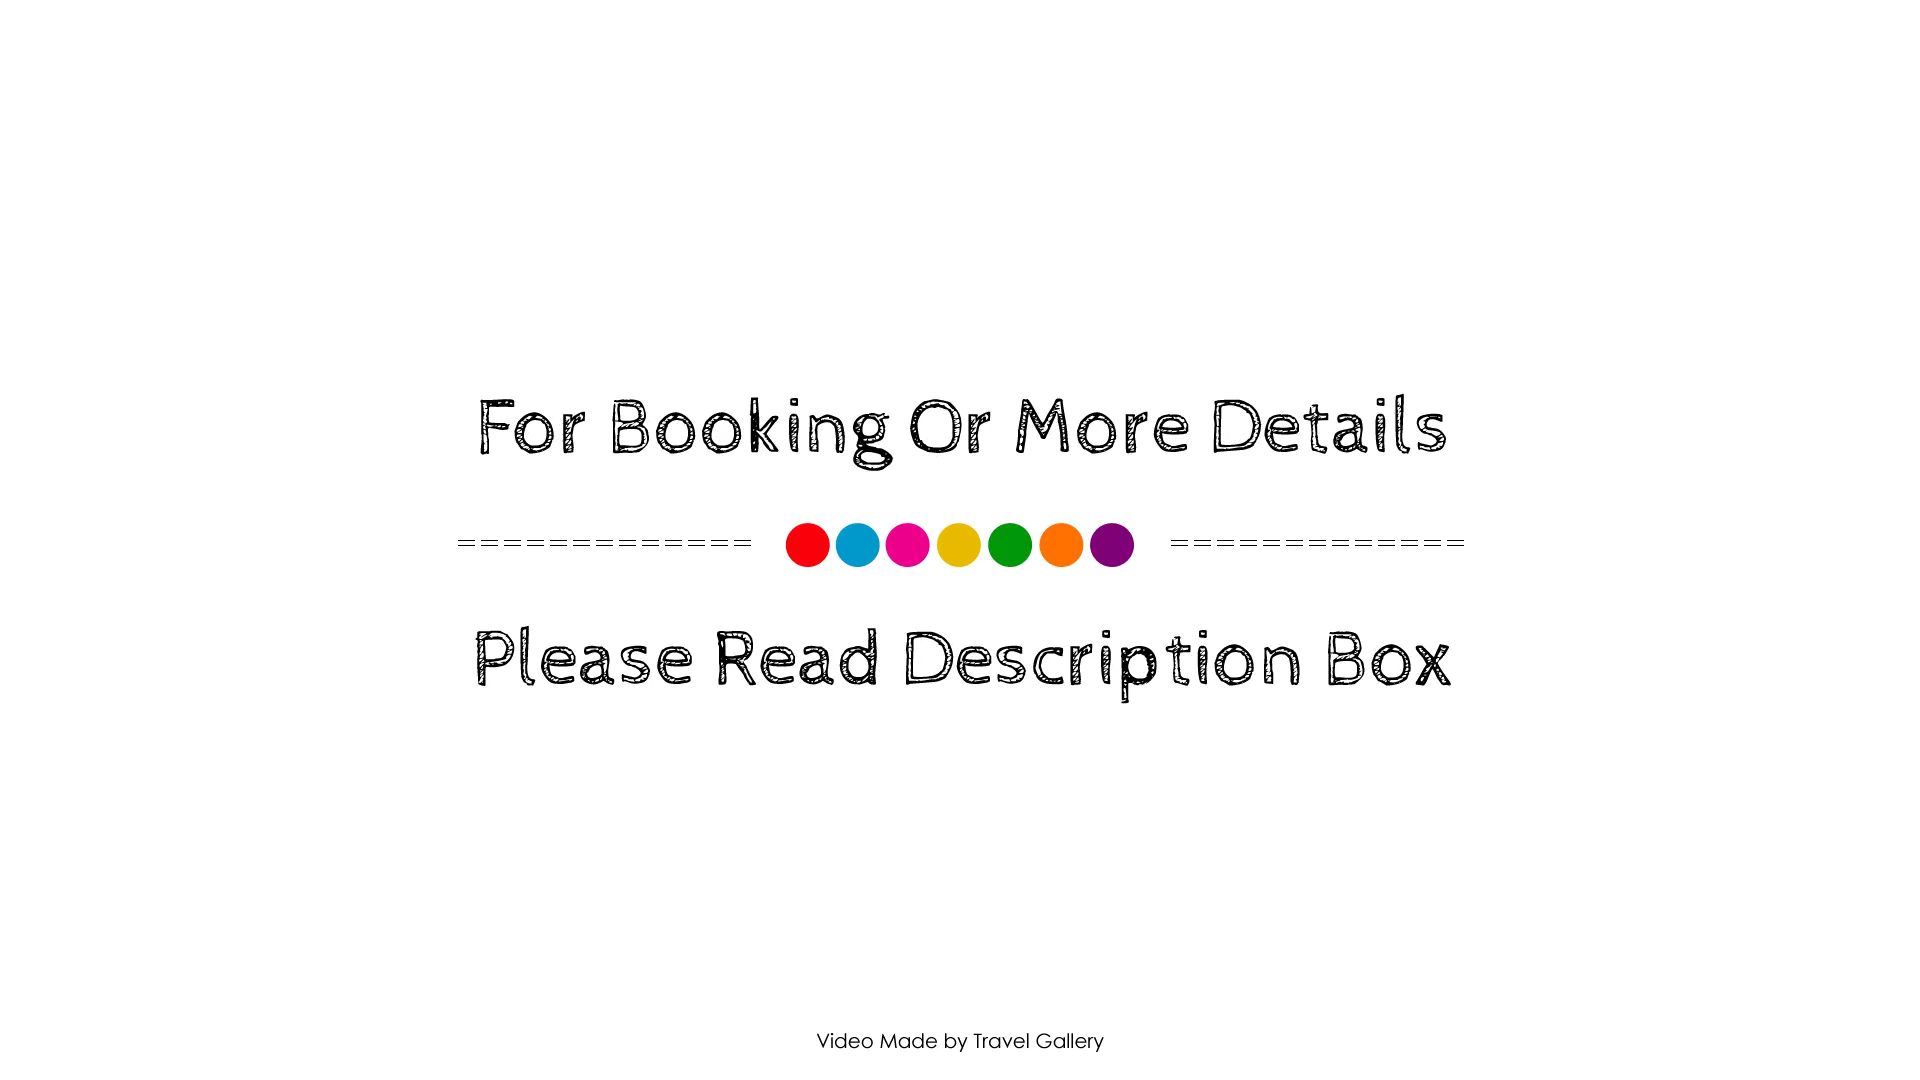 For Booking Or More Details
============= =============
Please Read Description Box
Video Made by Travel Gallery